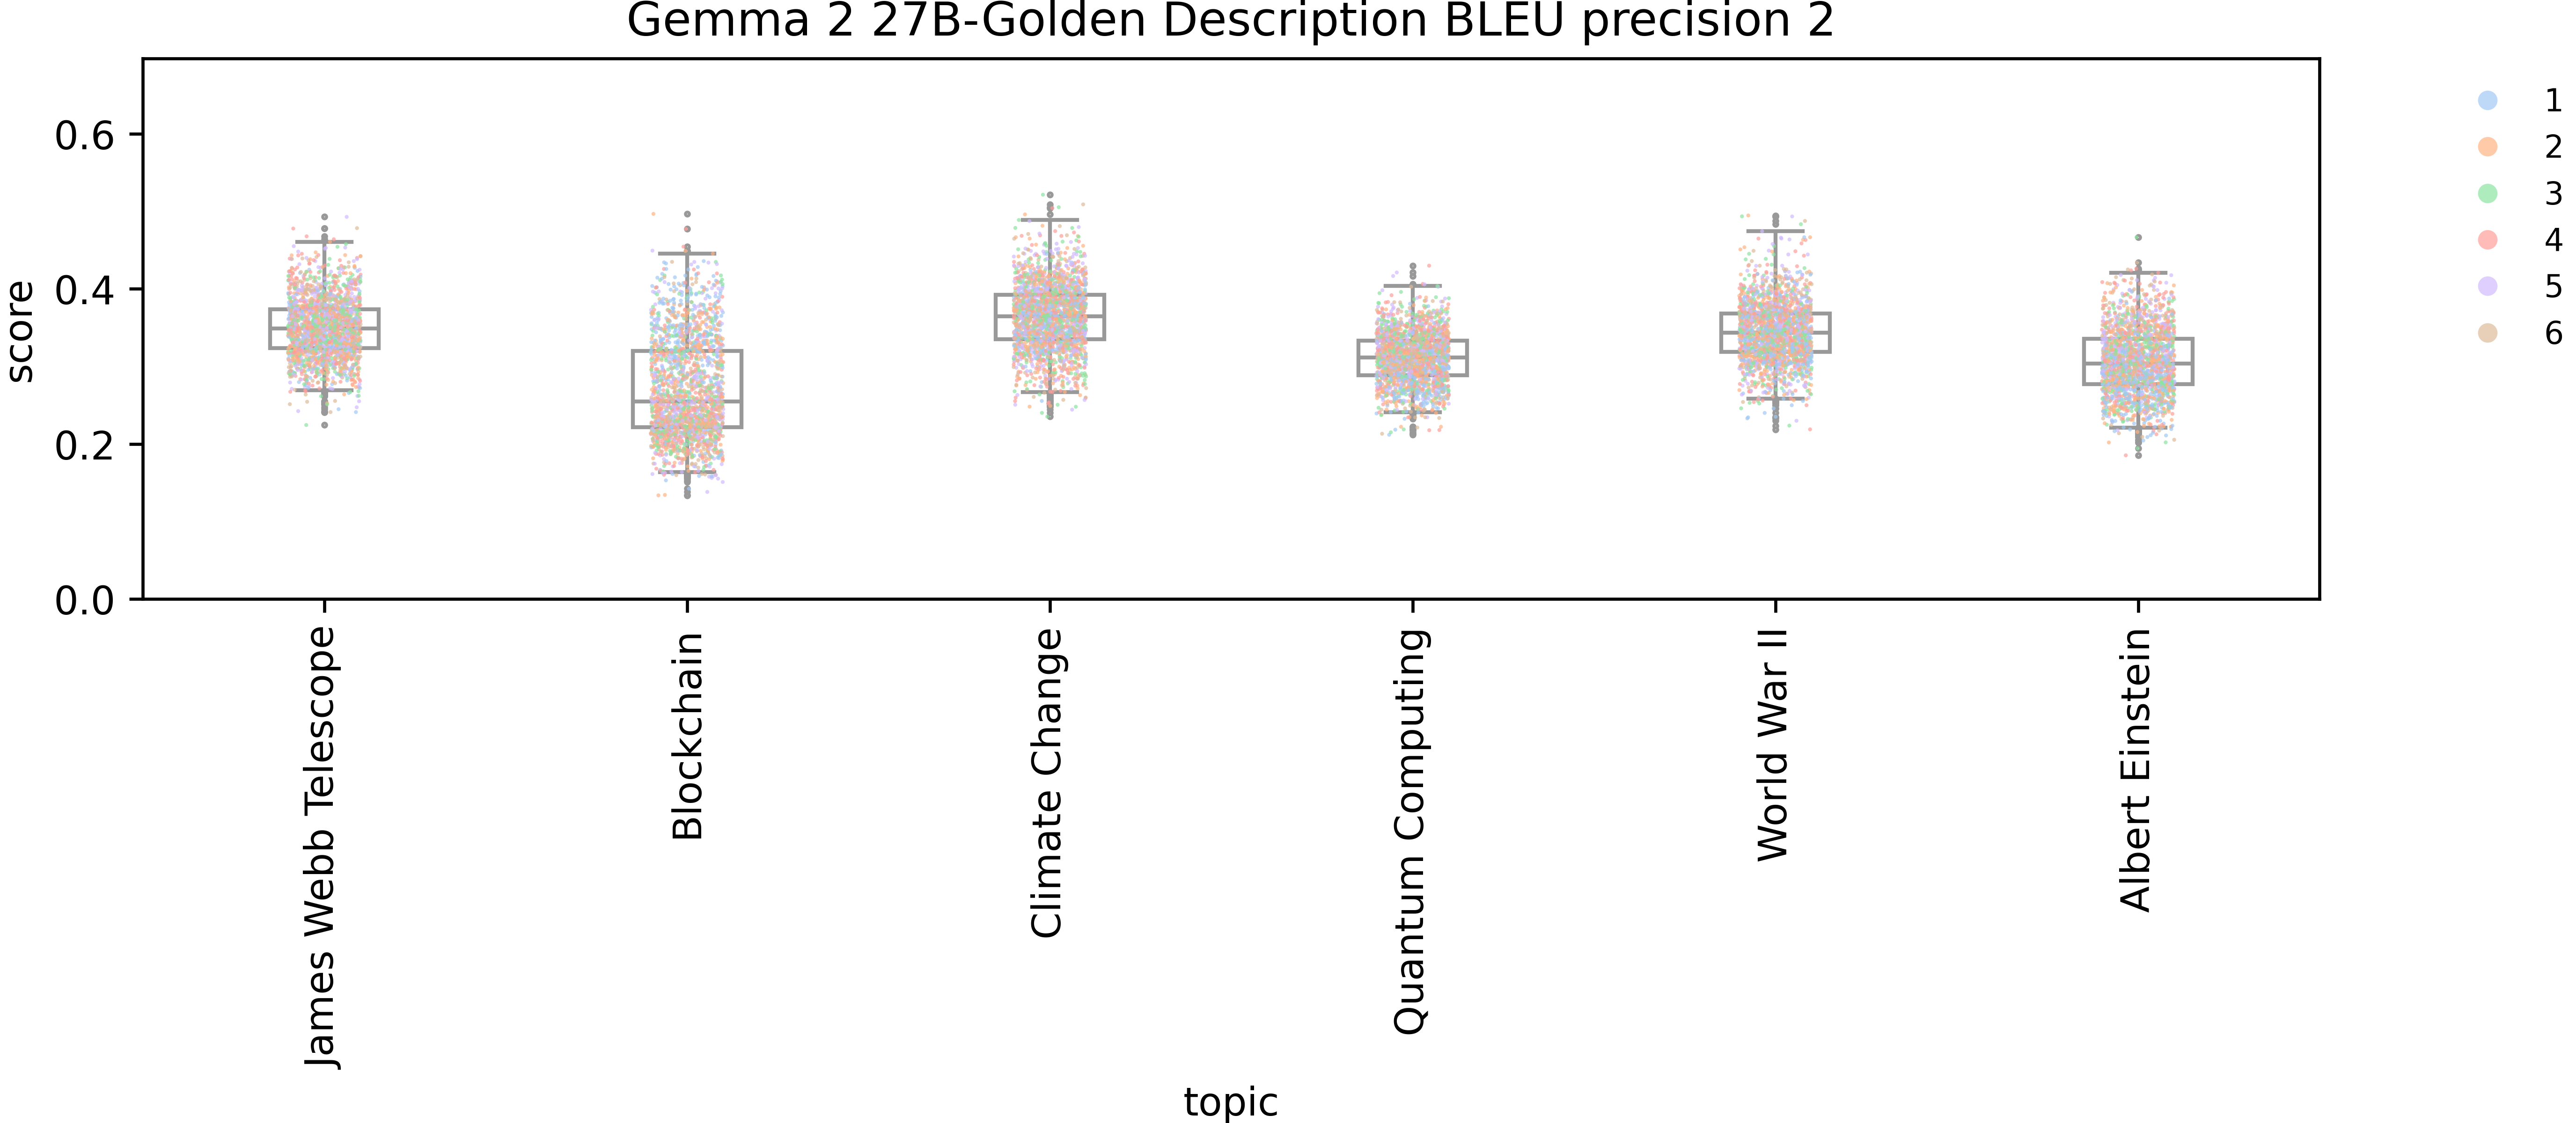 Gemma 2 27B-Golden Description BLEU precision 2
score
0.6
0.4
0.2
0.0
James Webb Telescope
Blockchain
Climate Change
Quantum Computing
World War II
Albert Einstein
topic
1
2
3
4
5
6